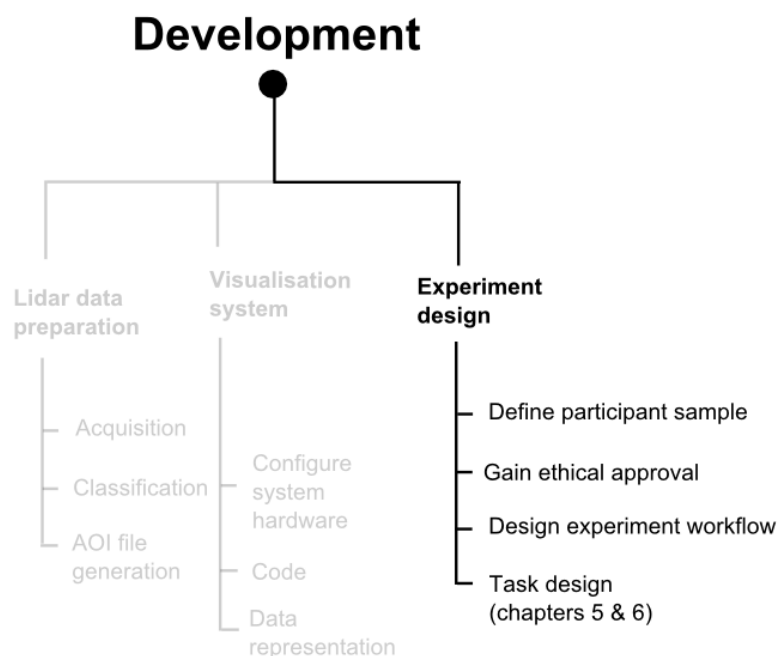 Development
Lidar data
preparation
Acquisition
Classification
AOI file
generation
Visualisation
system
Configure
system
hardware
Code
Data
representation
Experiment
design
Define participant sample
Gain ethical approval
Design experiment workflow
Task design
(chapters 5 & 6)